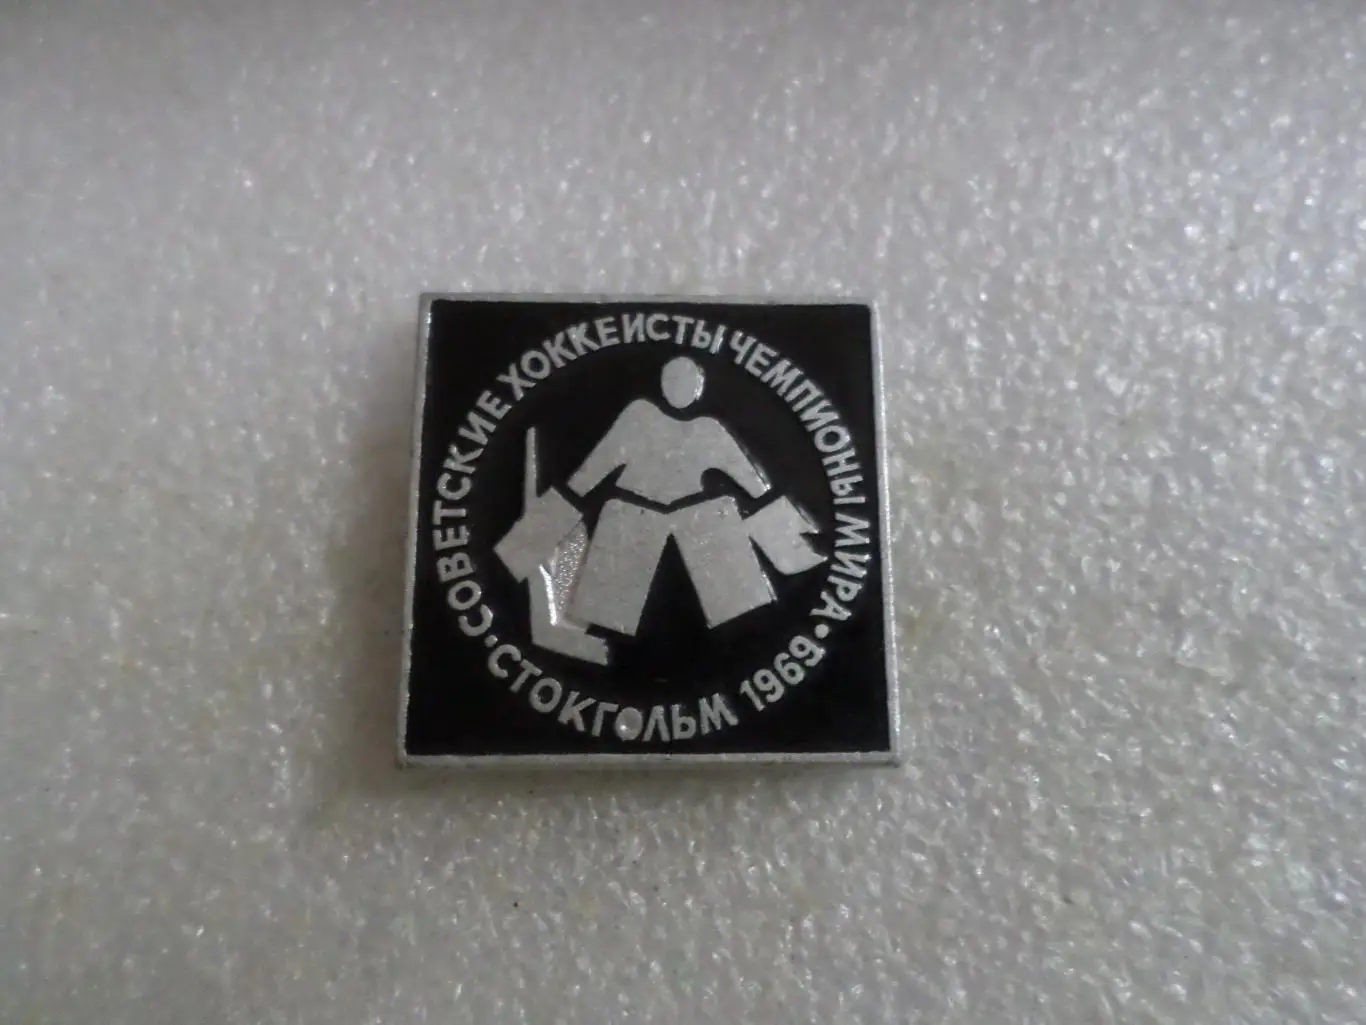 СОВЕТСКИЕ ХОККЕИСТЫ ЧЕМПИОНЫ МИРА
• СТОКГОЛЬМ 1969 •